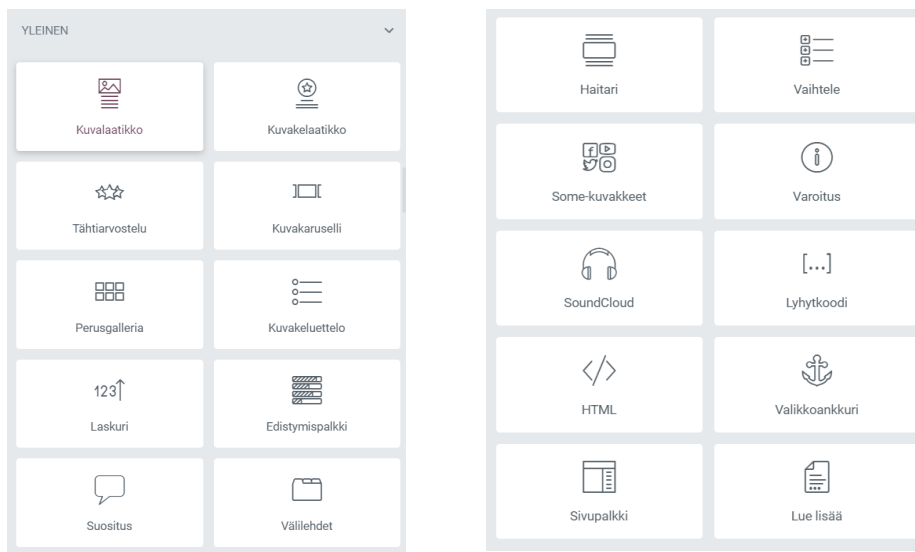 YLEINEN
Kuvalaatikko
Kuvakelaatikko
Tähtiarvostelu
Kuvakaruselli
Perusgalleria
Kuvakeluettelo
123
Laskuri
Edistymispalkki
Suositus
Välilehdet
Haitari
Vaihtele
Some-kuvakkeet
Varoitus
SoundCloud
[...]
Lyhytkoodi
</>
HTML
Valikkoankkuri
Sivupalkki
Lue lisää